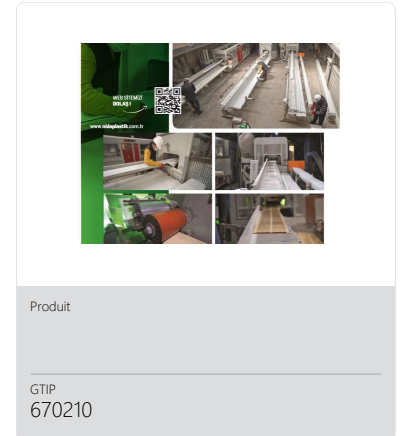 WEB SİTEMİZİ
DOLAŞ !
www.nidaplastik.com.tr
Produit
GTIP
670210